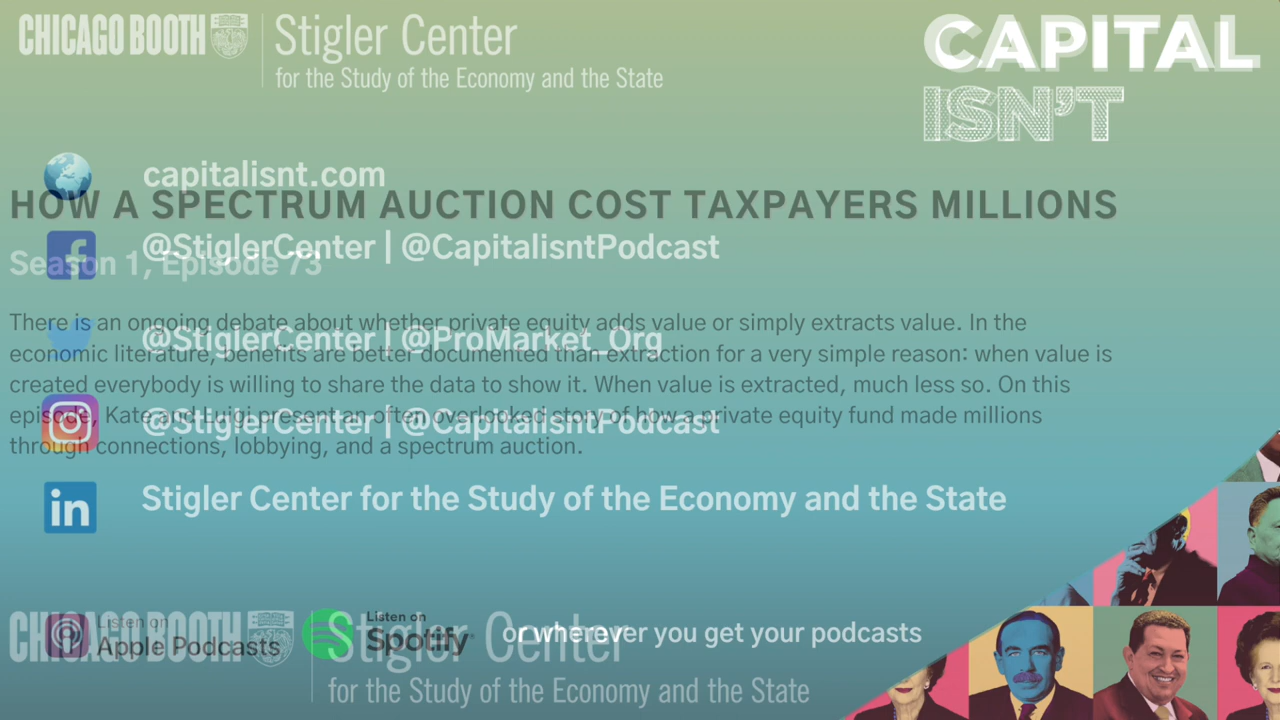 CHICAGO BOOTH
Stigler Center
for the Study of the Economy and the State
CAPITAL
ISN'T
capitalisnt.com
HOW A SPECTRUM AUCTION COST TAXPAYERS MILLIONS
@StiglerCenter | @CapitalisntPodcast
Season 1, Episode 73
There is an ongoing debate about whether private equity adds value or simply extracts value. In the
@StiglerCenter | @ProMarket_Org
economic literature, benefits are better documented than extraction for a very simple reason: when value is
created everybody is willing to share the data to show it. When value is extracted, much less so. On this
episode, Kate and Luigi present an often overlooked story of how a private equity fund made millions
@StiglerCenter | @CapitalisntPodcast
through connections, lobbying, and a spectrum auction.
in
Stigler Center for the Study of the Economy and the State
CHICAGO BOOTH
Stigler Center
for the Study of the Economy and the State
Listen on
Apple Podcasts
Listen on
Spotify
or wherever you get your podcasts